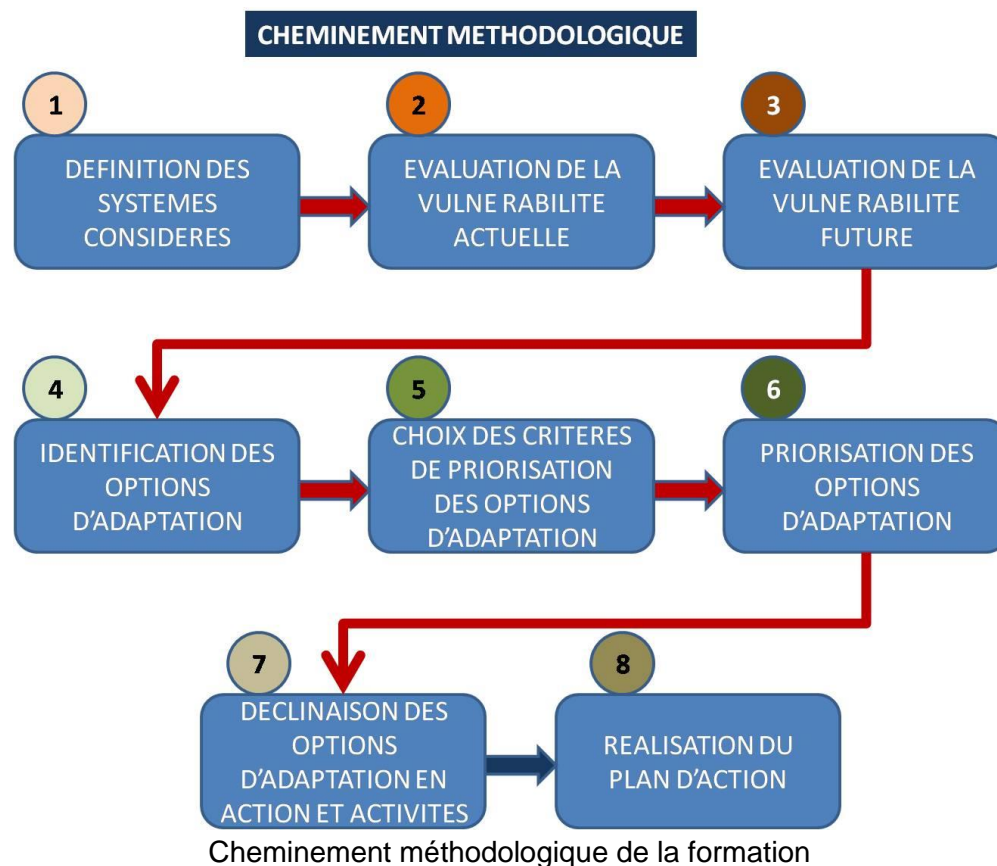 CHEMINEMENT METHODOLOGIQUE
1
DEFINITION DES
SYSTEMES
CONSIDERES
2
EVALUATION DE LA
VULNE RABILITE
ACTUELLE
3
EVALUATION DE LA
VULNE RABILITE
FUTURE
4
IDENTIFICATION DES
OPTIONS
D'ADAPTATION
5
CHOIX DES CRITERES
DE PRIORISATION
DES OPTIONS
D'ADAPTATION
6
PRIORISATION DES
OPTIONS
D'ADAPTATION
7
DECLINAISON DES
OPTIONS
D'ADAPTATION EN
ACTION ET ACTIVITES
8
REALISATION DU
PLAN D'ACTION
Cheminement méthodologique de la formation